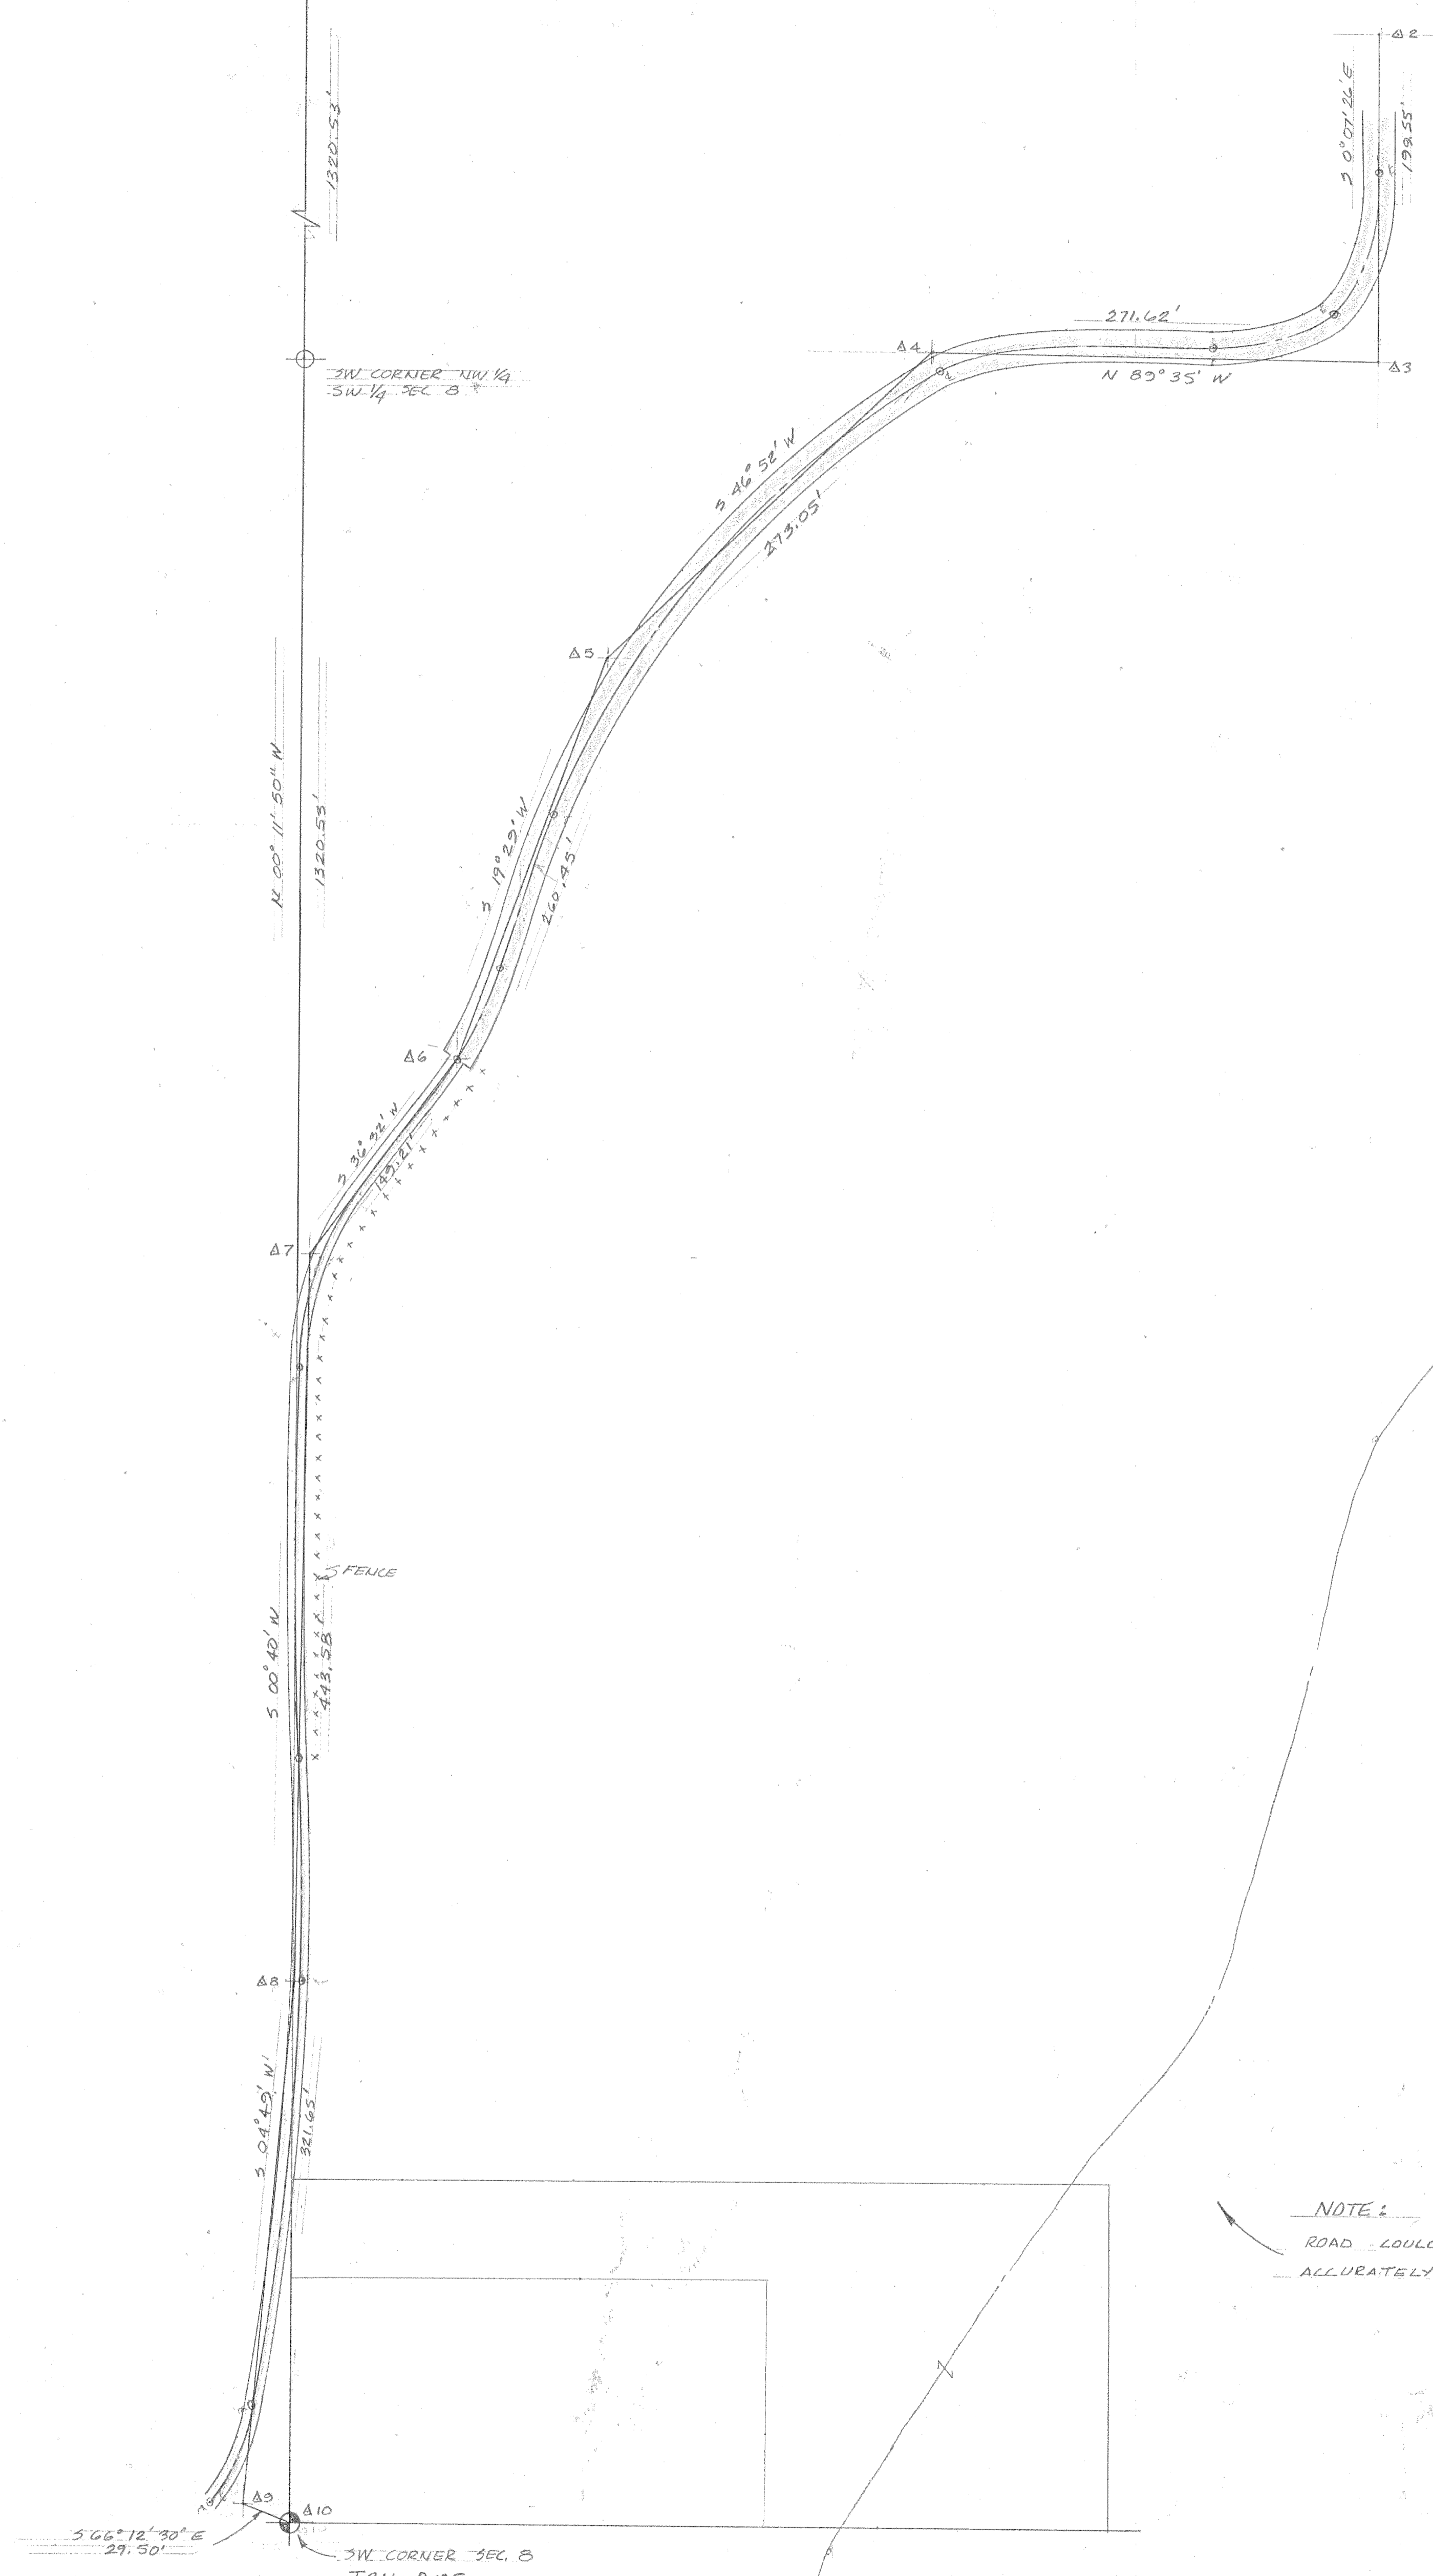 Δ2
S 0° 07' 26' E
199.55'
1320.53'
271.62'
Δ4
N 89° 35' W
Δ3
SW CORNER NW 1/4
SW 1/4 SEC 8
S 46° 52' W
273.05'
Δ5
N 00° 11' 50" W
1320.53'
S 19° 29' W
260.45'
Δ6
S 36° 32' W
149.21'
Δ7
FENCE
S 00° 40' W
443.58'
Δ8
S 04° 49' W
321.65'
NOTE:
ROAD COULD
ACCURATELY
Δ9
Δ10
S 66° 12' 30" E
29.50'
SW CORNER SEC. 8